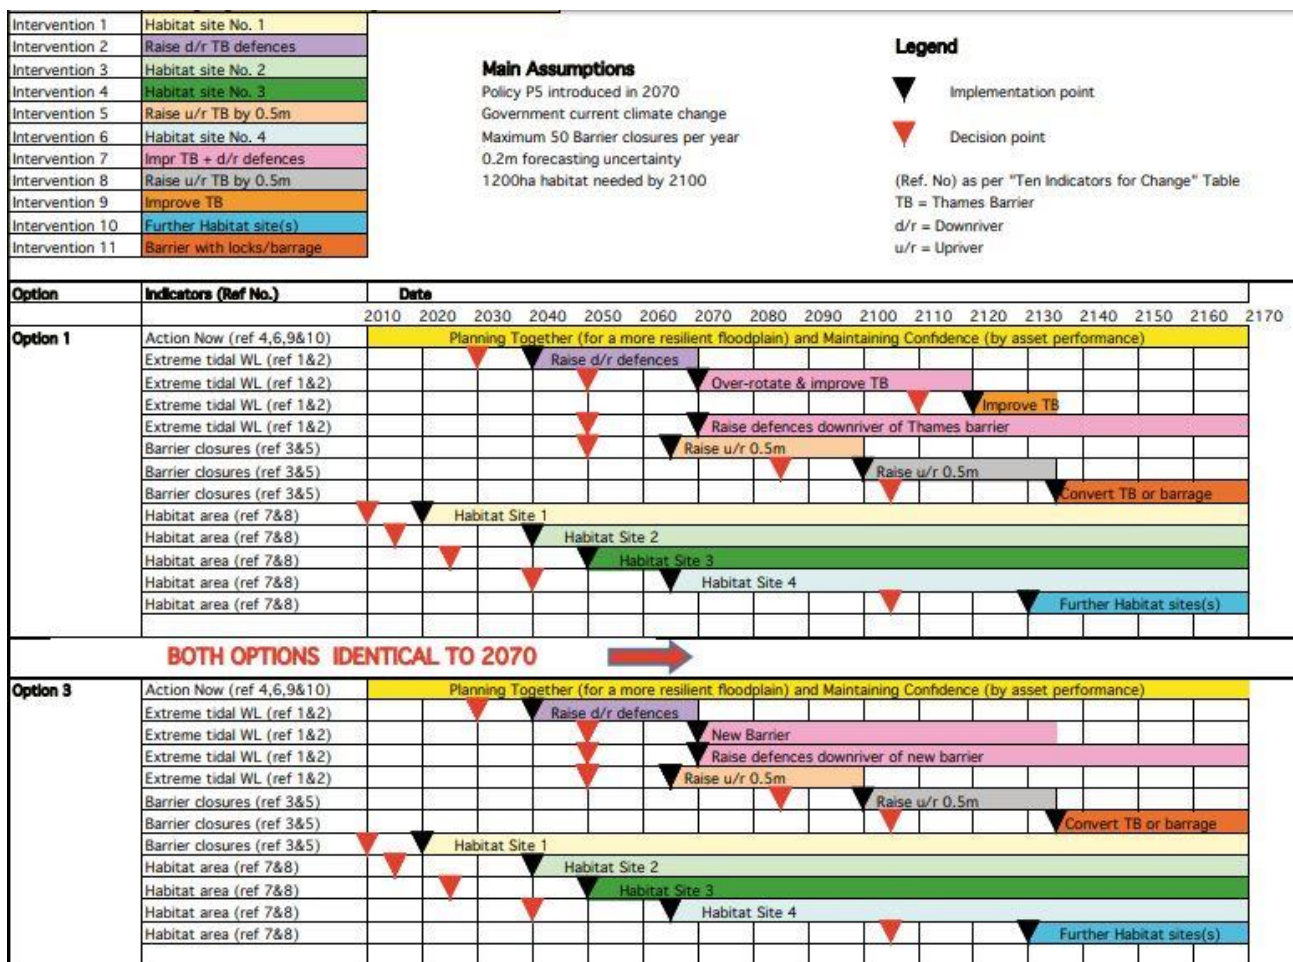 Intervention 1 Habitat site No. 1
Intervention 2 Raise d/r TB defences
Intervention 3 Habitat site No. 2
Intervention 4 Habitat site No. 3
Intervention 5 Raise u/r TB by 0.5m
Intervention 6 Habitat site No. 4
Intervention 7 Impr TB + d/r defences
Intervention 8 Raise u/r TB by 0.5m
Intervention 9 Improve TB
Intervention 10 Further Habitat site(s)
Intervention 11 Barrier with locks/barrage
Main Assumptions
Policy P5 introduced in 2070
Government current climate change
Maximum 50 Barrier closures per year
0.2m forecasting uncertainty
1200ha habitat needed by 2100
Legend
Implementation point
Decision point
(Ref. No) as per "Ten Indicators for Change" Table
TB = Thames Barrier
d/r = Downriver
u/r = Upriver
Option Indicators (Ref No.) Date
2010 2020 2030 2040 2050 2060 2070 2080 2090 2100 2110 2120 2130 2140 2150 2160 2170
Option 1 Action Now (ref 4,6,9&10) Planning Together (for a more resilient floodplain) and Maintaining Confidence (by asset performance)
Extreme tidal WL (ref 1&2) Raise d/r defences
Extreme tidal WL (ref 1&2) Over-rotate & improve TB
Extreme tidal WL (ref 1&2) Improve TB
Extreme tidal WL (ref 1&2) Raise defences downriver of Thames barrier
Barrier closures (ref 3&5) Raise u/r 0.5m
Barrier closures (ref 3&5) Raise u/r 0.5m
Barrier closures (ref 3&5) Convert TB or barrage
Habitat area (ref 7&8) Habitat Site 1
Habitat area (ref 7&8) Habitat Site 2
Habitat area (ref 7&8) Habitat Site 3
Habitat area (ref 7&8) Habitat Site 4
Habitat area (ref 7&8) Further Habitat sites(s)
BOTH OPTIONS IDENTICAL TO 2070
Option 3 Action Now (ref 4,6,9&10) Planning Together (for a more resilient floodplain) and Maintaining Confidence (by asset performance)
Extreme tidal WL (ref 1&2) Raise d/r defences
Extreme tidal WL (ref 1&2) New Barrier
Extreme tidal WL (ref 1&2) Raise defences downriver of new barrier
Extreme tidal WL (ref 1&2) Raise u/r 0.5m
Barrier closures (ref 3&5) Raise u/r 0.5m
Barrier closures (ref 3&5) Convert TB or barrage
Barrier closures (ref 3&5) Habitat Site 1
Habitat area (ref 7&8) Habitat Site 2
Habitat area (ref 7&8) Habitat Site 3
Habitat area (ref 7&8) Habitat Site 4
Habitat area (ref 7&8) Further Habitat sites(s)